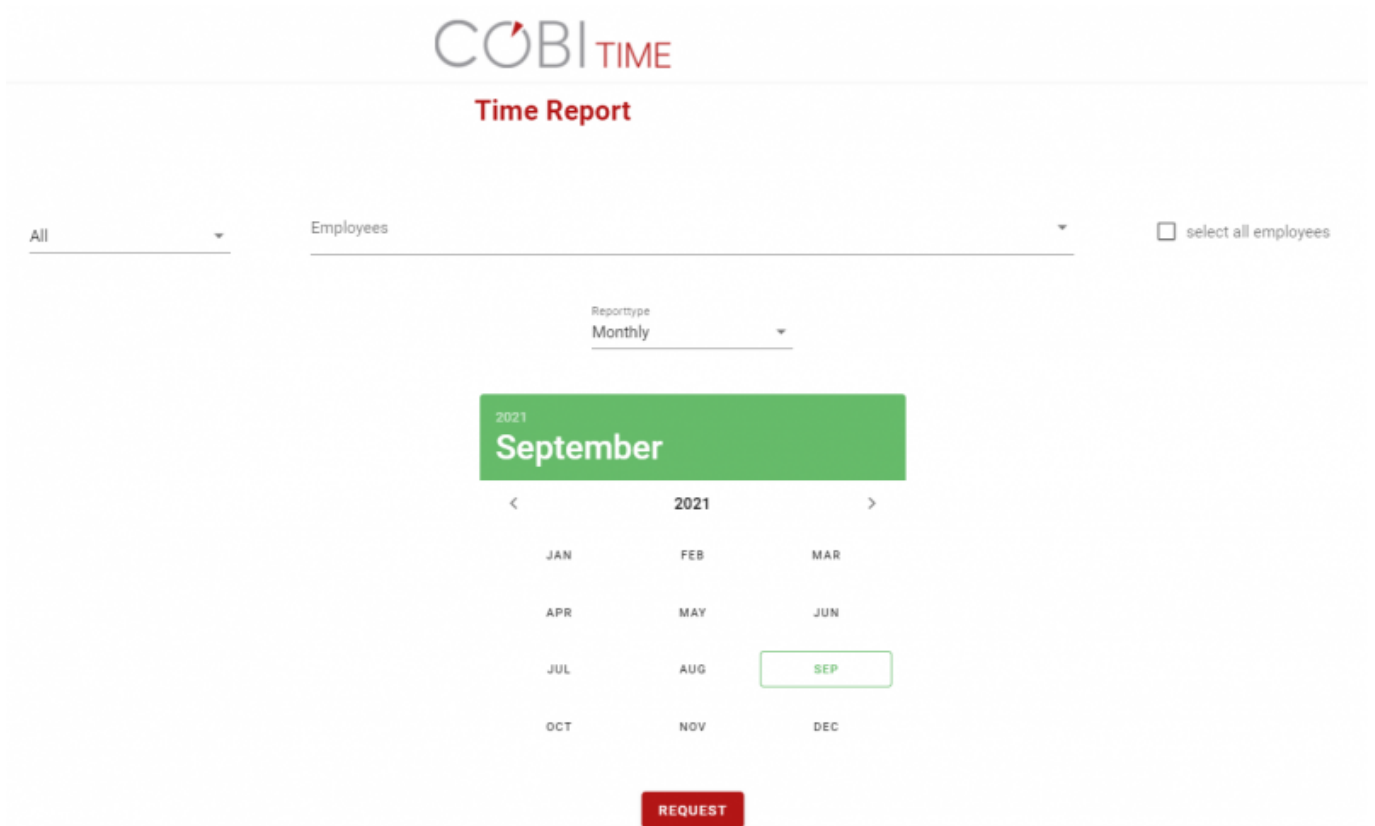 COBI TIME
Time Report
All
Employees
select all employees
Reporttype
Monthly
2021
September
2021
JAN FEB MAR
APR MAY JUN
JUL AUG SEP
OCT NOV DEC
REQUEST